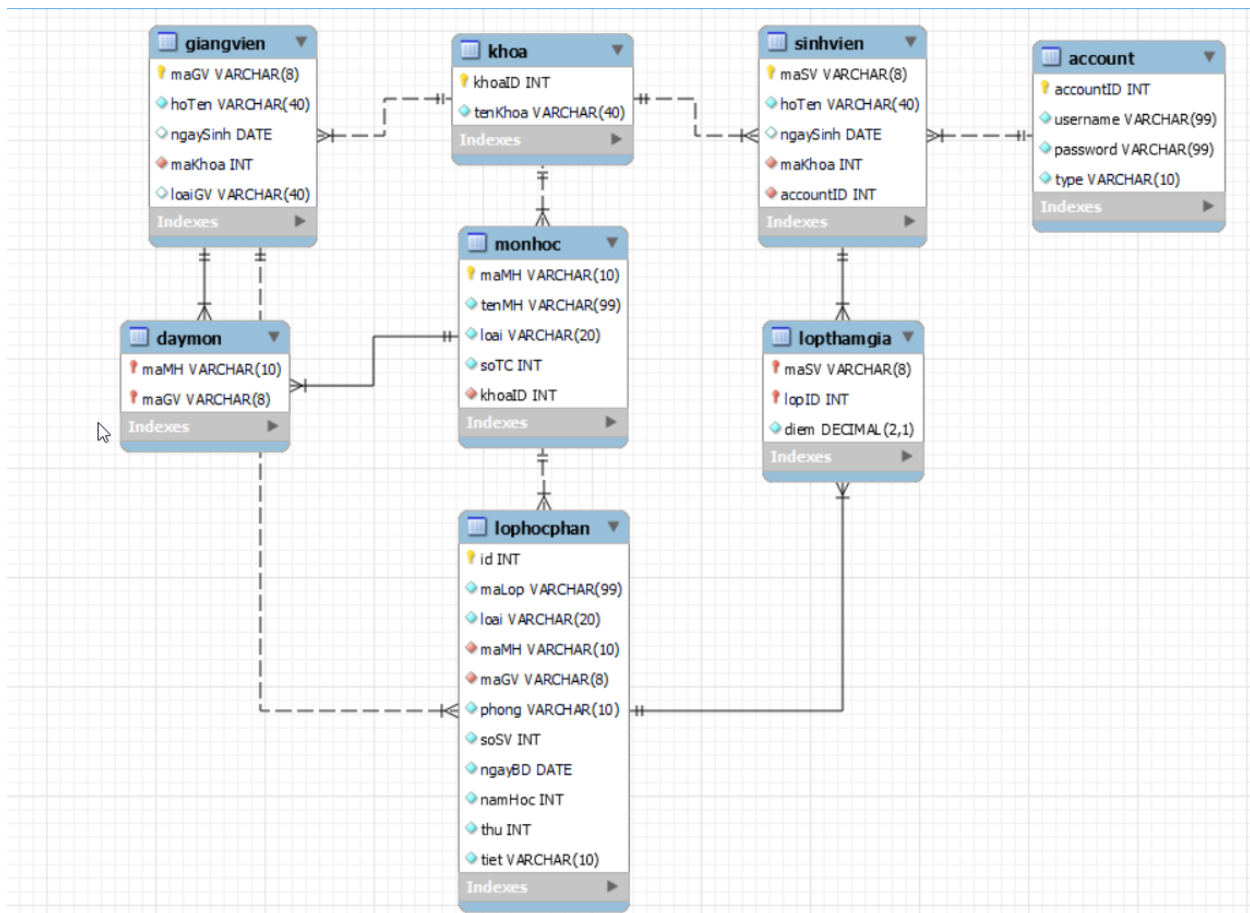 giangvien
maGV VARCHAR(8)
hoTen VARCHAR(40)
ngaySinh DATE
maKhoa INT
loaiGV VARCHAR(40)
Indexes
khoa
khoaID INT
tenKhoa VARCHAR(40)
Indexes
sinhvien
maSV VARCHAR(8)
hoTen VARCHAR(40)
ngaySinh DATE
maKhoa INT
accountID INT
Indexes
account
accountID INT
username VARCHAR(99)
password VARCHAR(99)
type VARCHAR(10)
Indexes
daymon
maMH VARCHAR(10)
maGV VARCHAR(8)
Indexes
monhoc
maMH VARCHAR(10)
tenMH VARCHAR(99)
loai VARCHAR(20)
soTC INT
khoaID INT
Indexes
lopthamgia
maSV VARCHAR(8)
lopID INT
diem DECIMAL(2,1)
Indexes
lophocphan
id INT
maLop VARCHAR(99)
loai VARCHAR(20)
maMH VARCHAR(10)
maGV VARCHAR(8)
phong VARCHAR(10)
soSV INT
ngayBD DATE
namHoc INT
thu INT
tiet VARCHAR(10)
Indexes